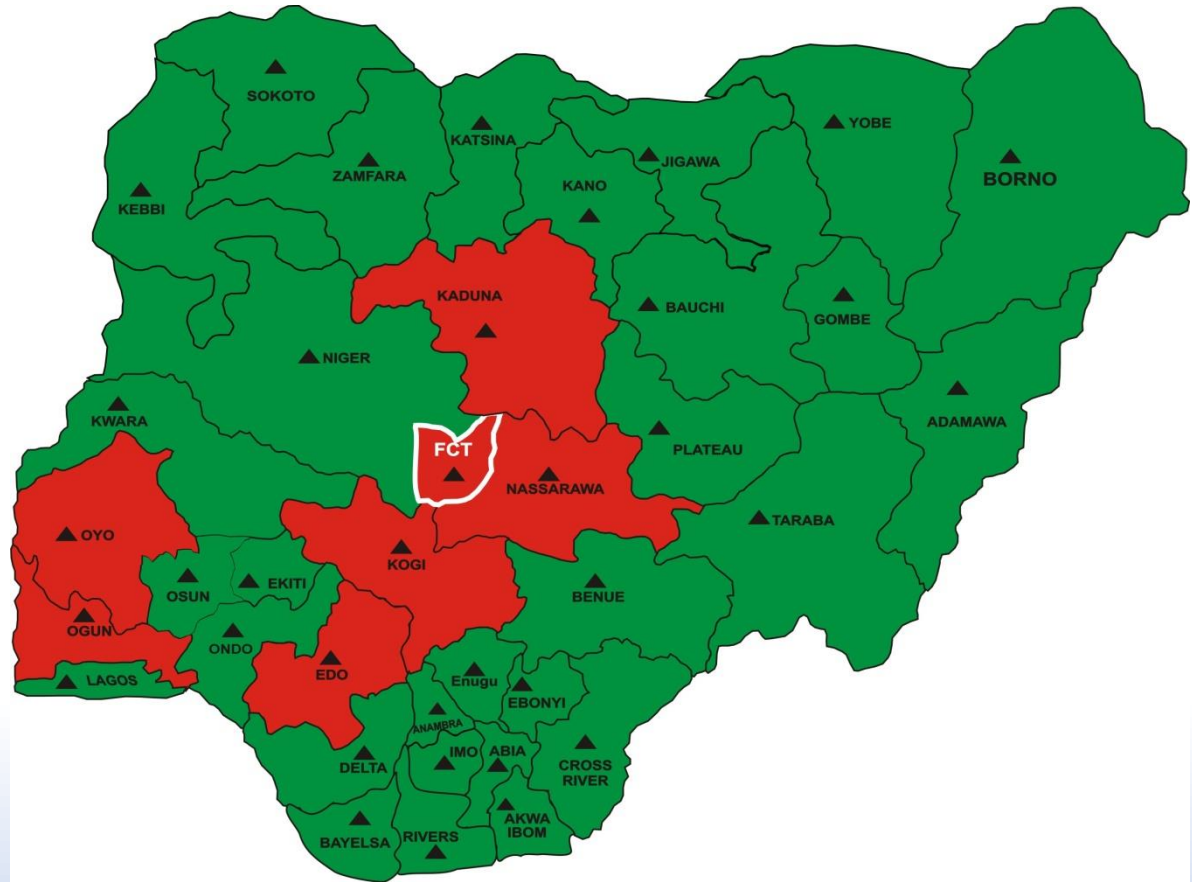 SOKOTO
KATSINA
YOBE
ZAMFARA
JIGAWA
BORNO
KEBBI
KANO
KADUNA
BAUCHI
GOMBE
NIGER
KWARA
ADAMAWA
FCT
PLATEAU
NASSARAWA
TARABA
OYO
KOGI
OSUN
EKITI
BENUE
OGUN
ONDO
EDO
LAGOS
Enugu
EBONYI
ANAMBRA
DELTA
IMO
ABIA
CROSS
RIVER
BAYELSA
RIVERS
AKWA
IBOM